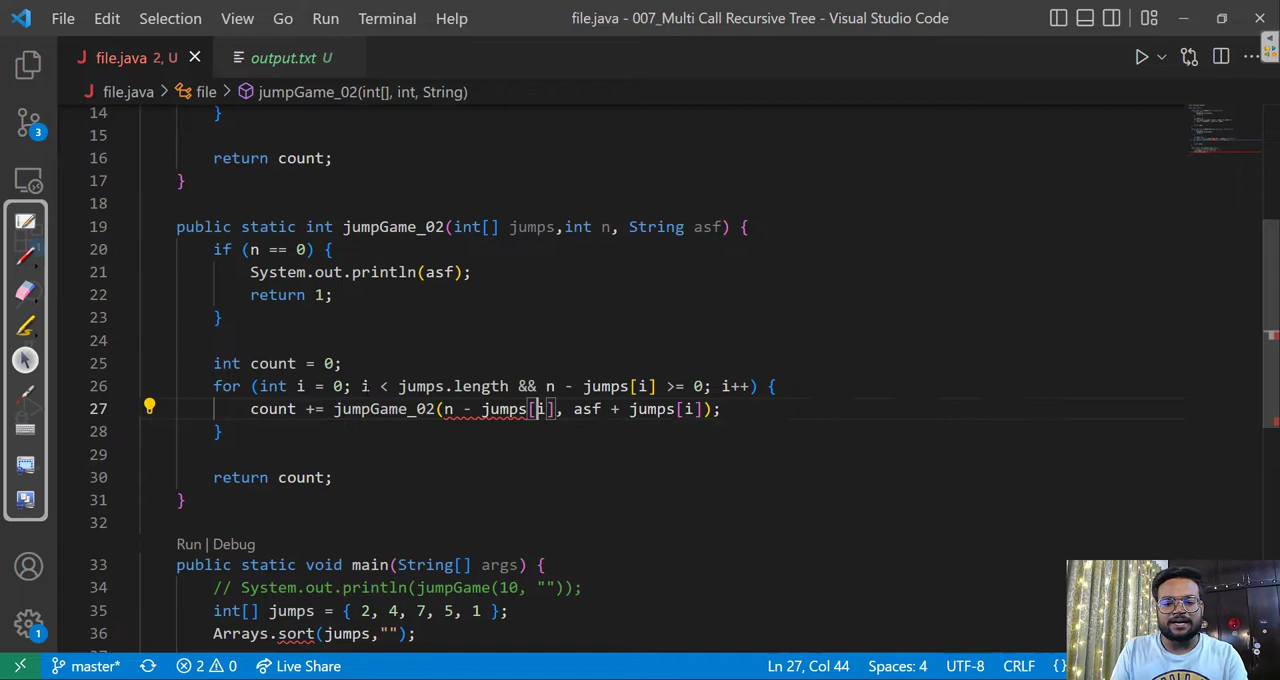 File Edit Selection View Go Run Terminal Help file.java - 007_Multi Call Recursive Tree - Visual Studio Code
file.java 2, U output.txt U
file.java > file > jumpGame_02(int[], int, String)
14 }
15
16 return count;
17 }
18
19 public static int jumpGame_02(int[] jumps,int n, String asf) {
20 if (n == 0) {
21 System.out.println(asf);
22 return 1;
23 }
24
25 int count = 0;
26 for (int i = 0; i < jumps.length && n - jumps[i] >= 0; i++) {
27 count += jumpGame_02(n - jumps[i], asf + jumps[i]);
28 }
29
30 return count;
31 }
32
Run | Debug
33 public static void main(String[] args) {
34 // System.out.println(jumpGame(10, ""));
35 int[] jumps = { 2, 4, 7, 5, 1 };
36 Arrays.sort(jumps,"");
3
1
master* 2 0 Live Share Ln 27, Col 44 Spaces: 4 UTF-8 CRLF {}